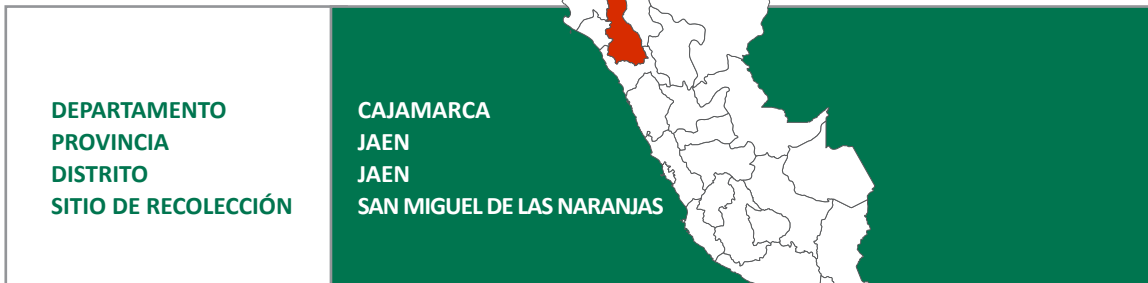 DEPARTAMENTO CAJAMARCA
PROVINCIA JAEN
DISTRITO JAEN
SITIO DE RECOLECCIÓN SAN MIGUEL DE LAS NARANJAS